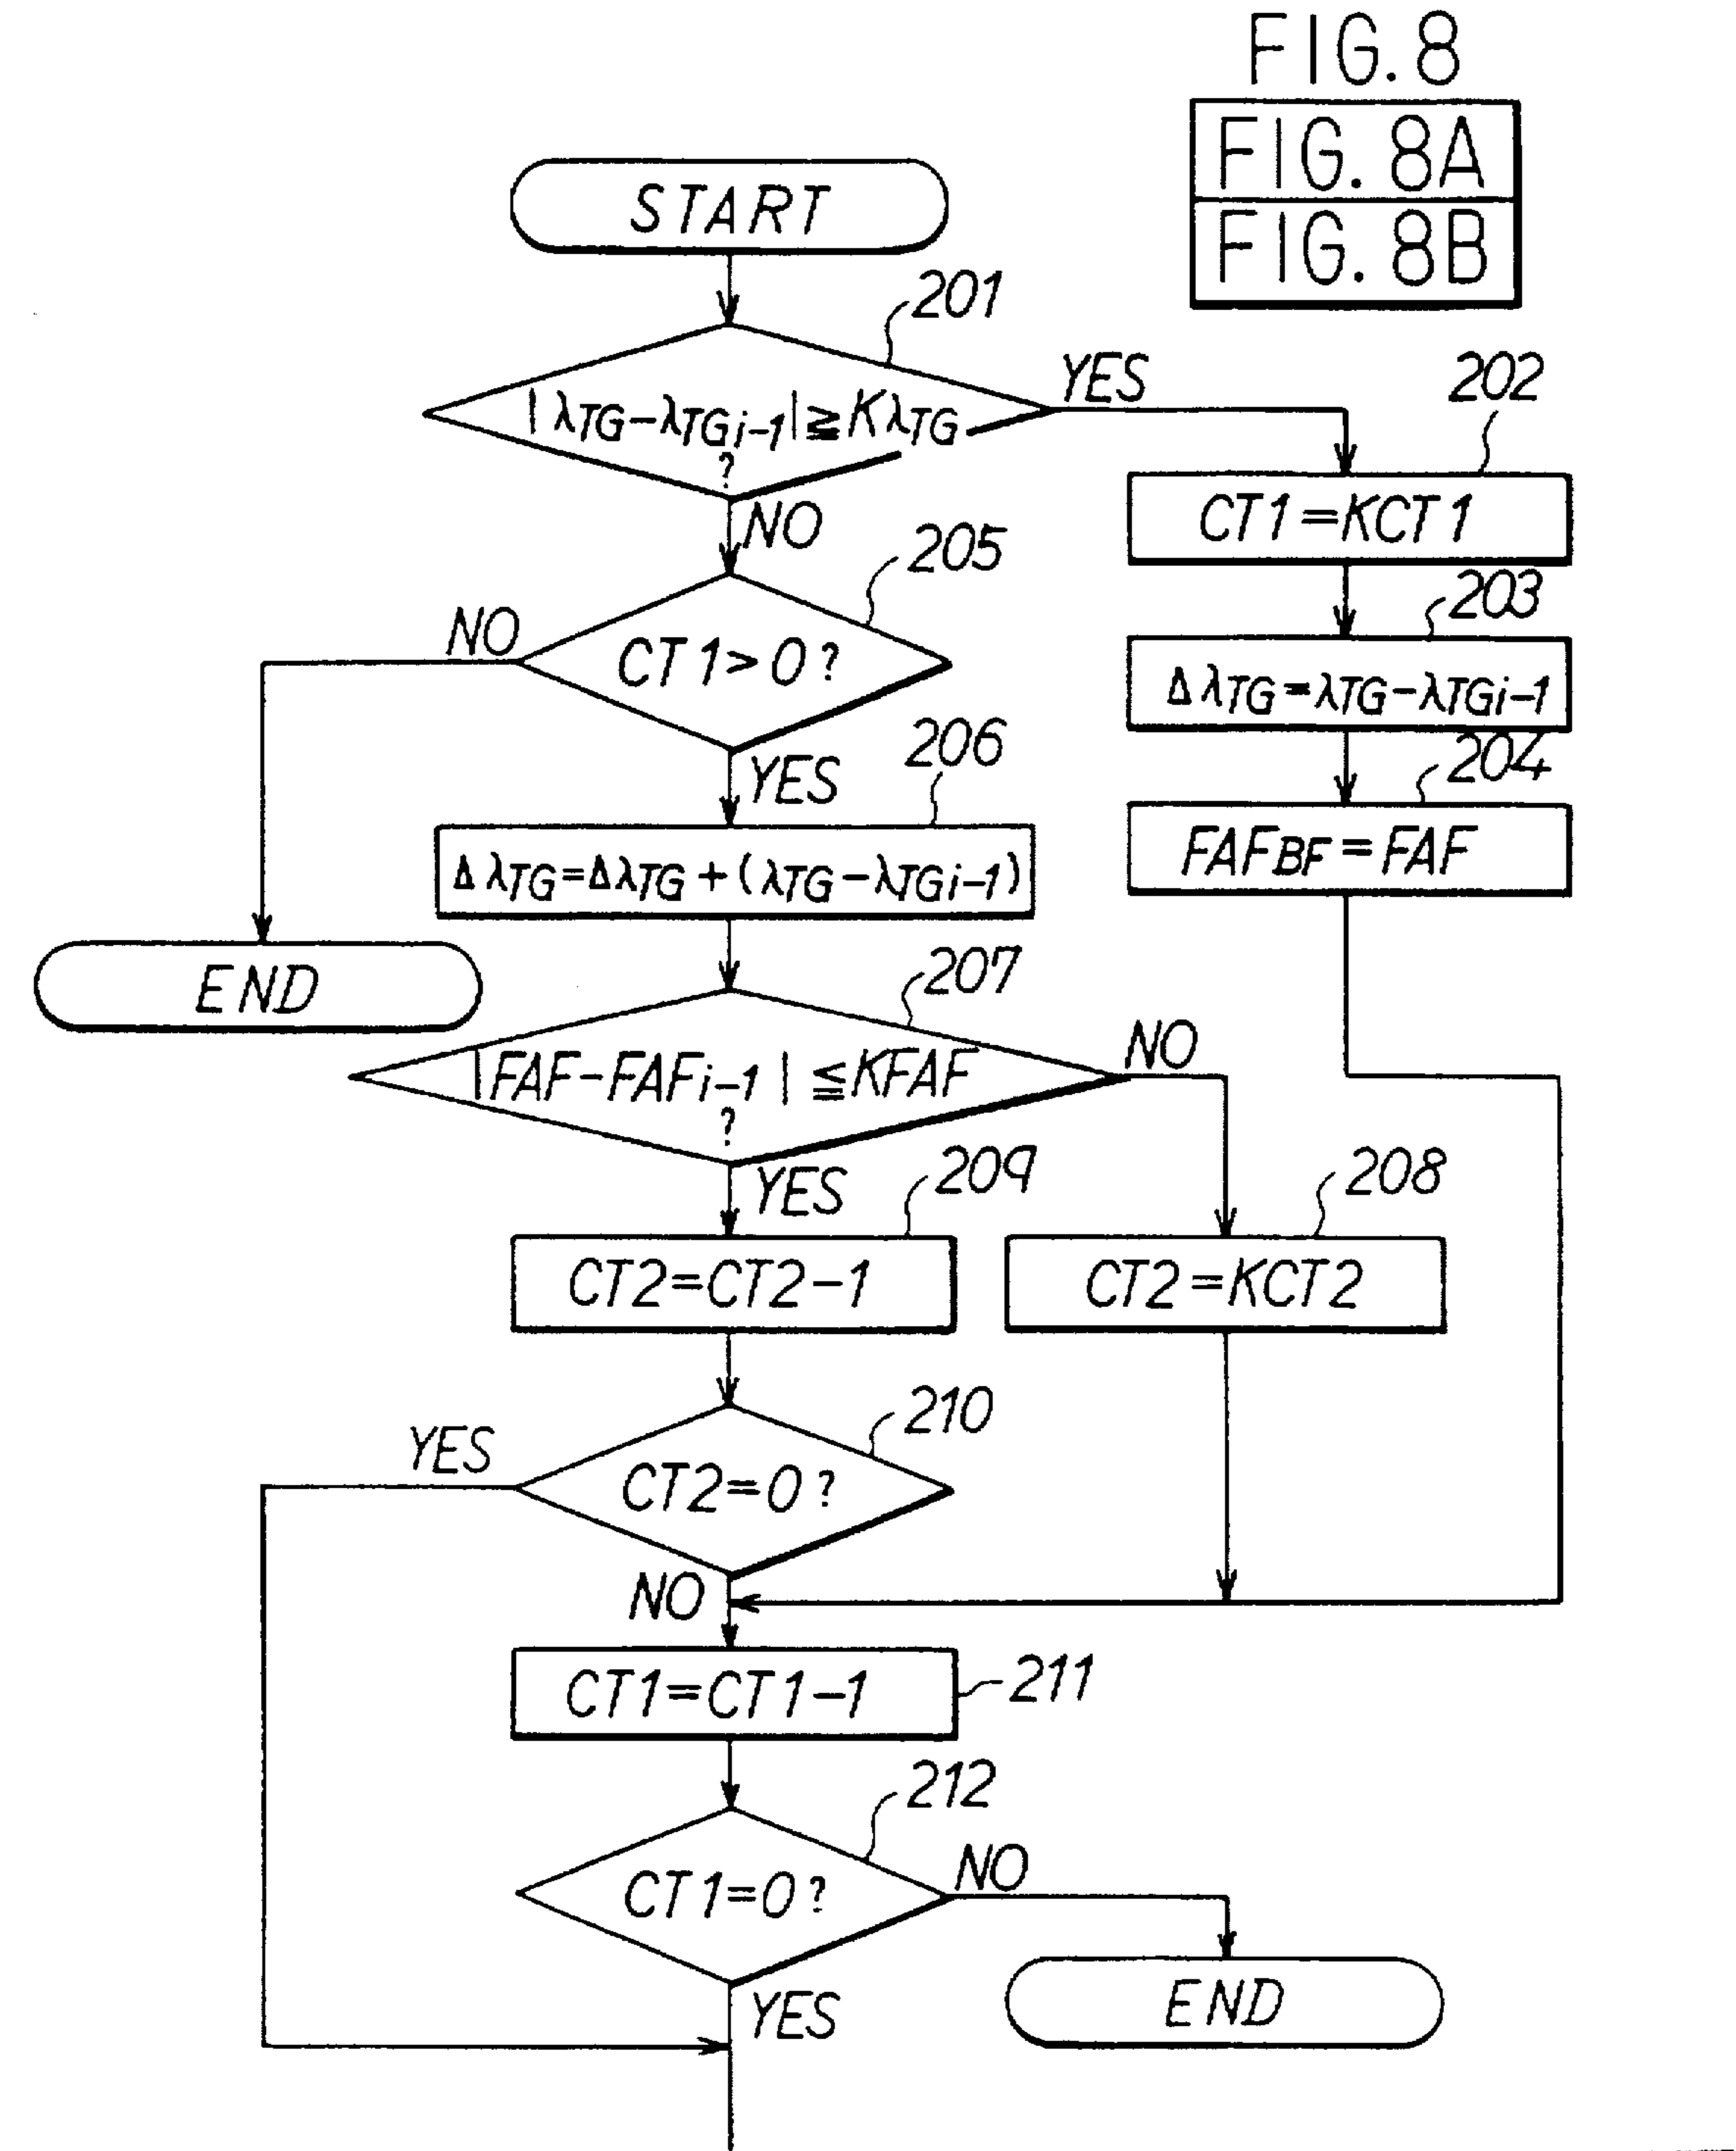 FIG. 8
FIG. 8A
FIG. 8B
START
201
|λTG-λTGi-1|≧KλTG
?
YES
NO
202
CT1=KCT1
203
ΔλTG=λTG-λTGi-1
204
FAFBF=FAF
205
CT1>0?
NO
YES
206
ΔλTG=ΔλTG+(λTG-λTGi-1)
END
207
|FAF-FAFi-1|≦KFAF
?
NO
YES
209
CT2=CT2-1
208
CT2=KCT2
210
CT2=0?
YES
NO
211
CT1=CT1-1
212
CT1=0?
NO
YES
END